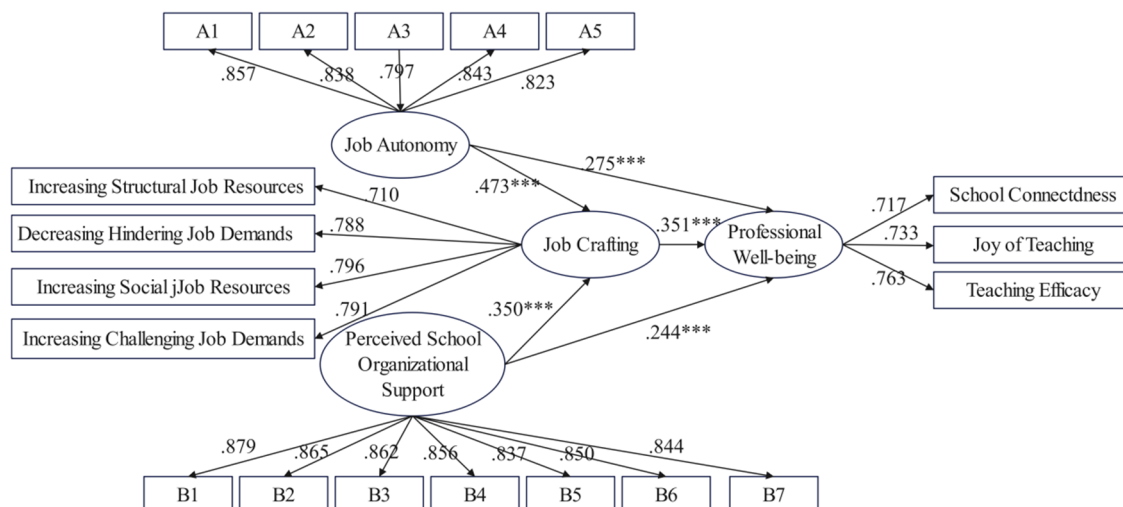 A1 A2 A3 A4 A5
.857 .838 .797 .843 .823
Job Autonomy
.275***
.473***
Increasing Structural Job Resources
.710
School Connectdness
.717
Decreasing Hindering Job Demands
.788
Job Crafting
.351***
Professional
Well-being
.733
Joy of Teaching
.796
Increasing Social jJob Resources
.763
Teaching Efficacy
.791
.350***
Increasing Challenging Job Demands
.244***
Perceived School
Organizational
Support
.879 .865 .862 .856 .837 .850 .844
B1 B2 B3 B4 B5 B6 B7